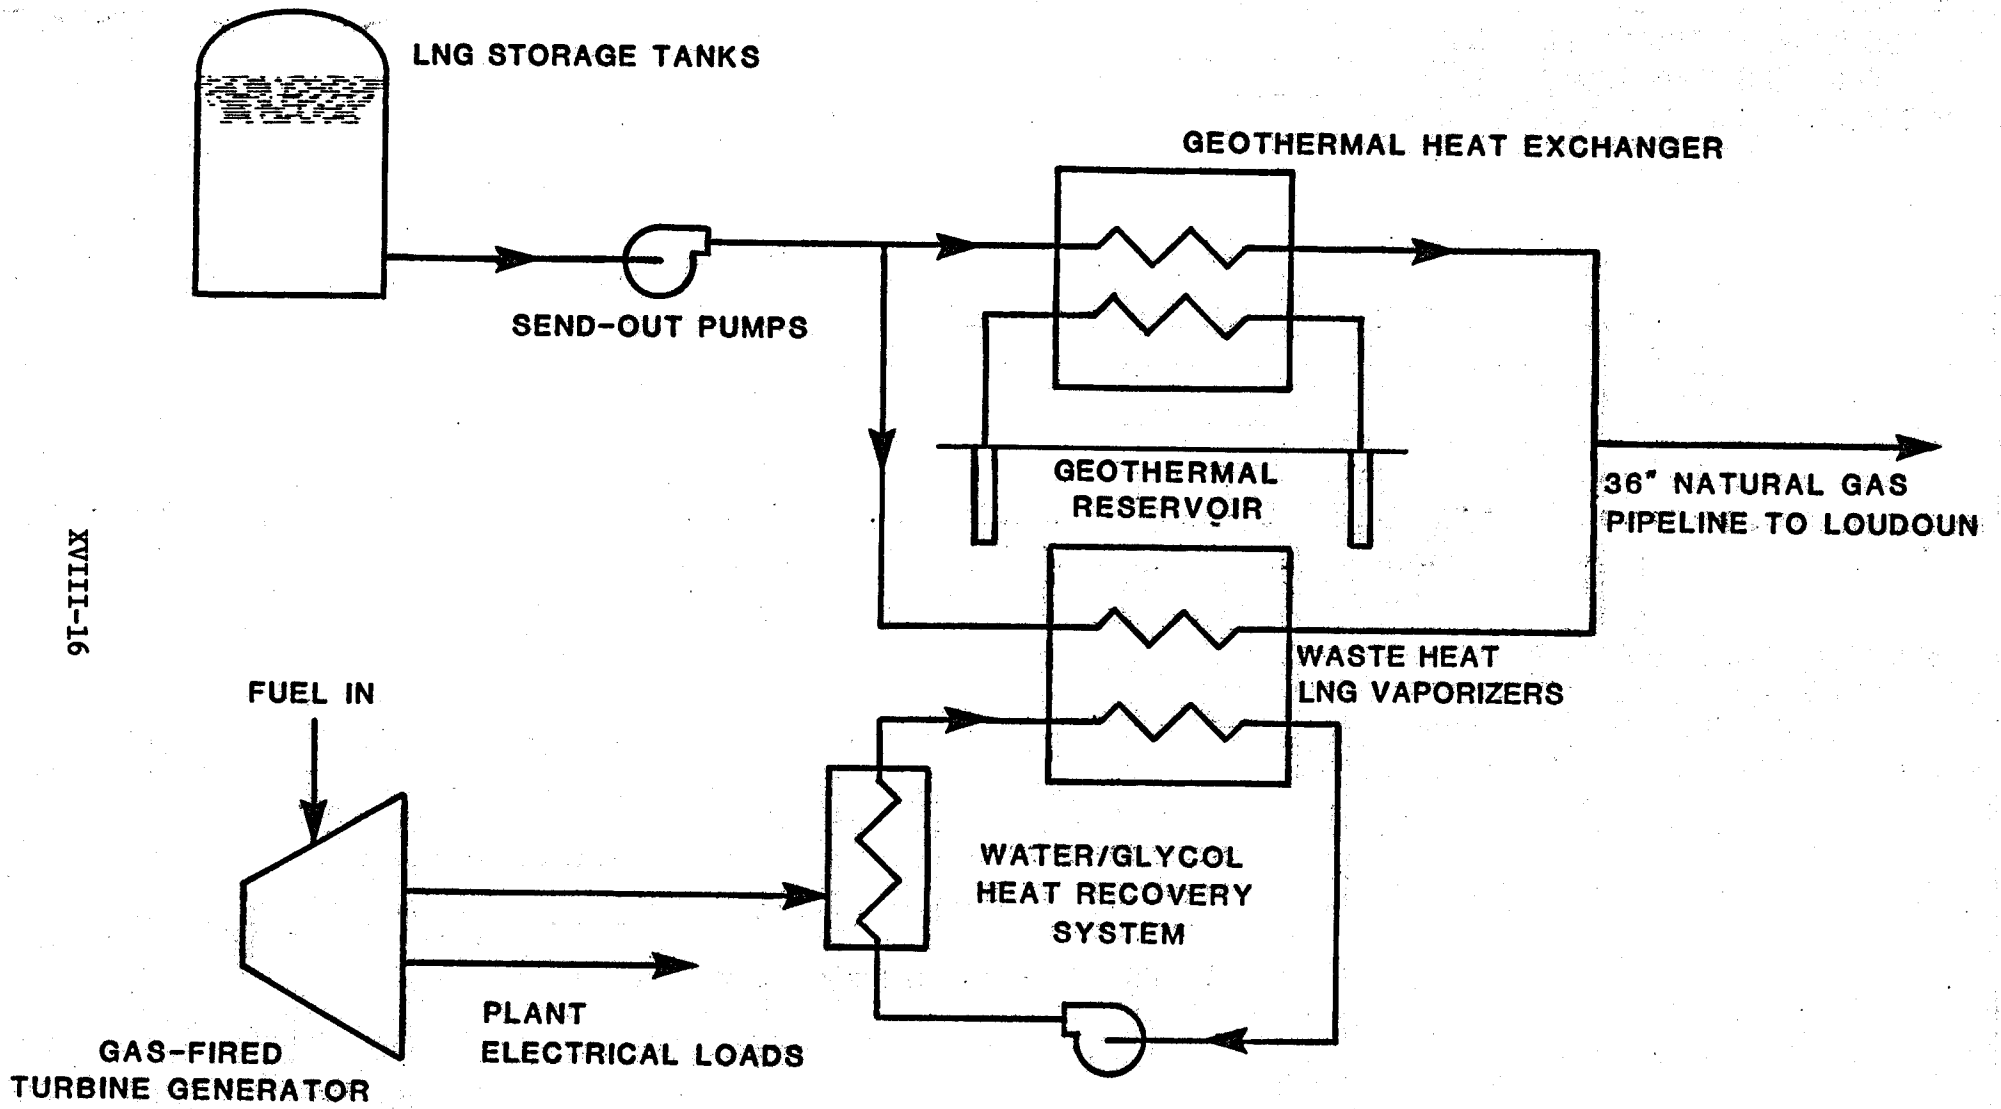 LNG STORAGE TANKS
GEOTHERMAL HEAT EXCHANGER
SEND-OUT PUMPS
GEOTHERMAL
RESERVOIR
36" NATURAL GAS
PIPELINE TO LOUDOUN
XVIII-16
WASTE HEAT
LNG VAPORIZERS
FUEL IN
WATER/GLYCOL
HEAT RECOVERY
SYSTEM
PLANT
ELECTRICAL LOADS
GAS-FIRED
TURBINE GENERATOR